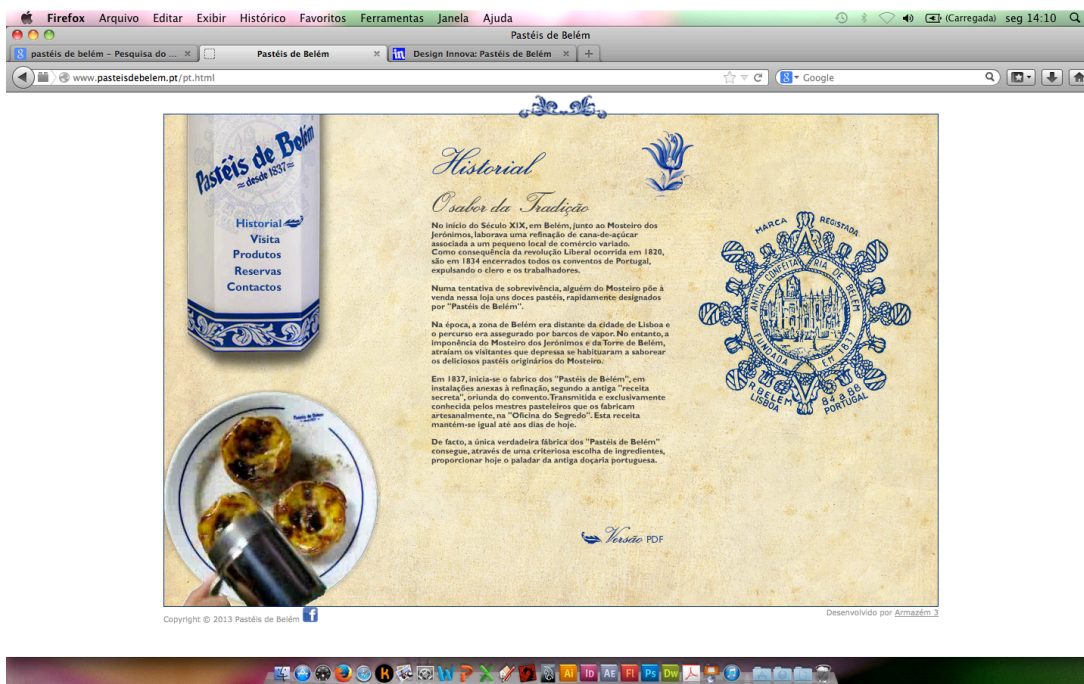 Firefox Arquivo Editar Exibir Histórico Favoritos Ferramentas Janela Ajuda
(Carregada) seg 14:10
Pastéis de Belém
pastéis de belém – Pesquisa do ...
Pastéis de Belém
Design Innova: Pastéis de Belém
www.pasteisdebelem.pt/pt.html
Google
Pastéis de Belém
desde 1837
Historial
Visita
Produtos
Reservas
Contactos
Historial
O sabor da Tradição
No início do Século XIX, em Belém, junto ao Mosteiro dos
Jerónimos, laborava uma refinação de cana-de-açúcar
associada a um pequeno local de comércio variado.
Como consequência da revolução Liberal ocorrida em 1820,
são em 1834 encerrados todos os conventos de Portugal,
expulsando o clero e os trabalhadores.
Numa tentativa de sobrevivência, alguém do Mosteiro põe à
venda nessa loja uns doces pastéis, rapidamente designados
por "Pastéis de Belém".
Na época, a zona de Belém era distante da cidade de Lisboa e
o percurso era assegurado por barcos de vapor. No entanto, a
imponência do Mosteiro dos Jerónimos e da Torre de Belém,
atraíam os visitantes que depressa se habituaram a saborear
os deliciosos pastéis originários do Mosteiro.
Em 1837, inicia-se o fabrico dos "Pastéis de Belém", em
instalações anexas à refinação, segundo a antiga "receita
secreta", oriunda do convento. Transmitida e exclusivamente
conhecida pelos mestres pasteleiros que os fabricam
artesanalmente, na "Oficina do Segredo". Esta receita
mantém-se igual até aos dias de hoje.
De facto, a única verdadeira fábrica dos "Pastéis de Belém"
consegue, através de uma criteriosa escolha de ingredientes,
proporcionar hoje o paladar da antiga doçaria portuguesa.
Versão PDF
MARCA REGISTADA
ANTIGA CONFEITARIA DE BELÉM
FUNDADA EM 1837
R BELEM 84 a 88
LISBOA PORTUGAL
Pastéis de Belém
Copyright © 2013 Pastéis de Belém
Desenvolvido por Armazém 3
Ai ID AE Fl Ps Dw